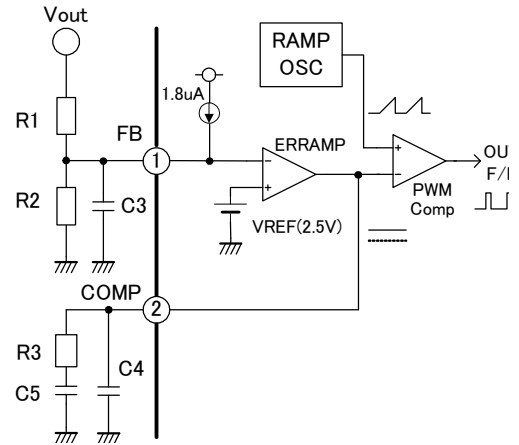 Vout
RAMP
OSC
1.8uA
R1
FB
1
ERRAMP
+
-
-
+
OU
F/
PWM
Comp
R2
C3
VREF(2.5V)
COMP
2
R3
C4
C5